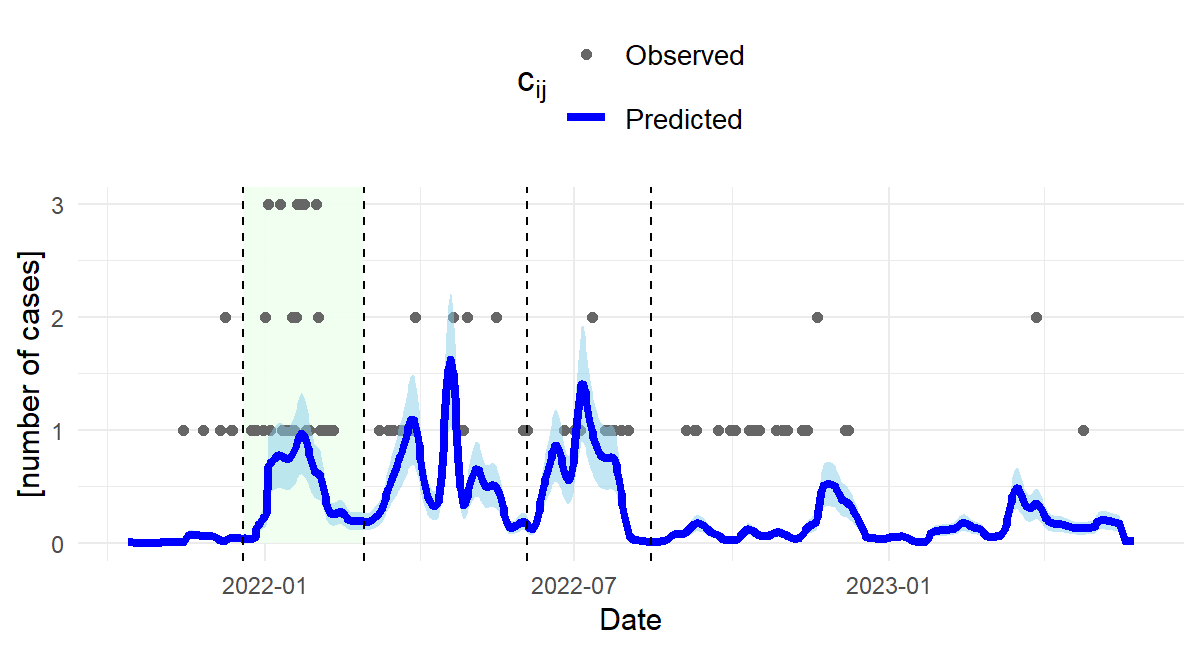 Observed
c_ij
Predicted
[number of cases]
3
2
1
0
2022-01
2022-07
2023-01
Date